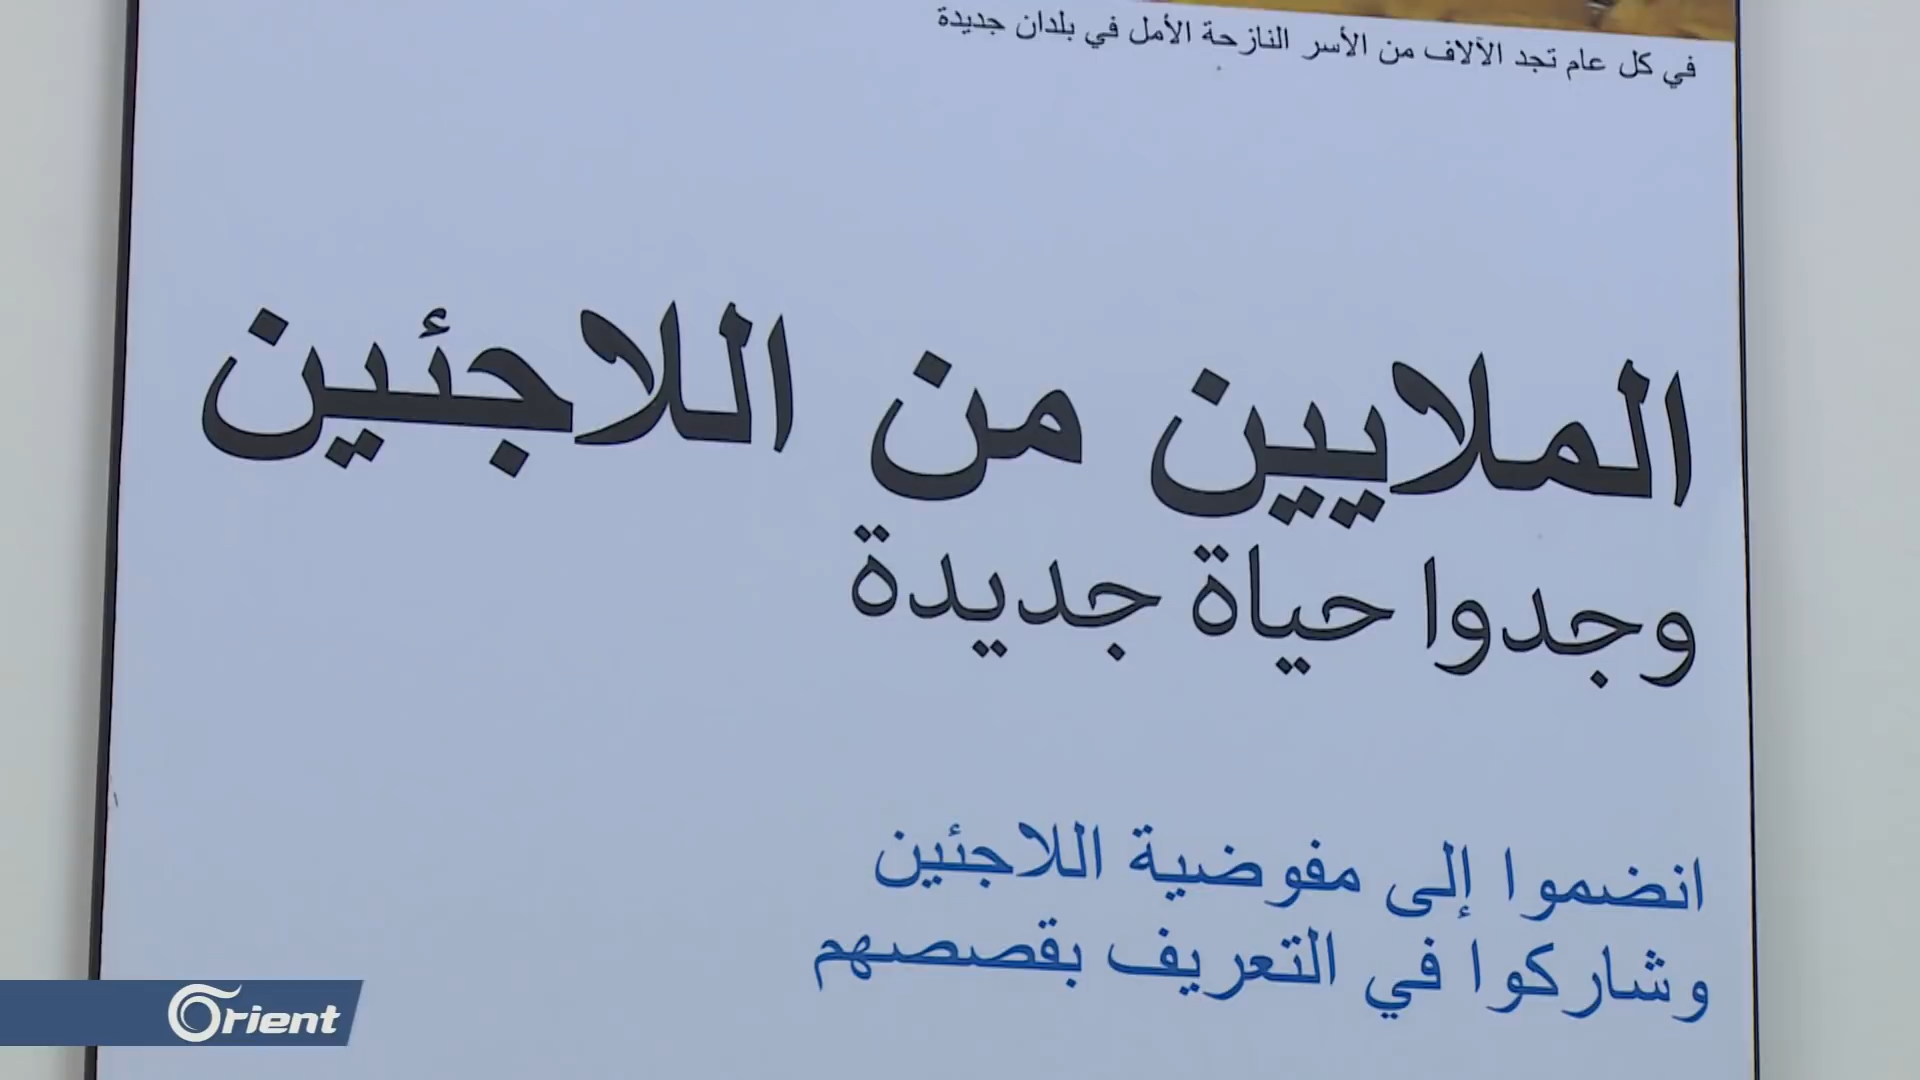 في كل عام تجد الآلاف من الأسر النازحة الأمل في بلدان جديدة
الملايين من اللاجئين
وجدوا حياة جديدة
انضموا إلى مفوضية اللاجئين
وشاركوا في التعريف بقصصهم
Orient